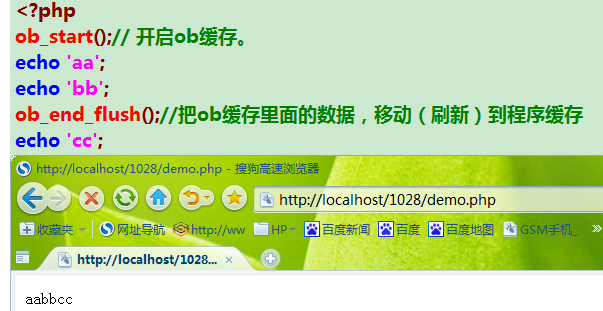 <?php
ob_start();// 开启ob缓存。
echo 'aa';
echo 'bb';
ob_end_flush();//把ob缓存里面的数据，移动（刷新）到程序缓存
echo 'cc';
http://localhost/1028/demo.php - 搜狗高速浏览器
http://localhost/1028/demo.php
收藏夹 网址导航 http://ww HP 百度新闻 百度 百度地图 GSM手机_ »
http://localhost/1028... ×
aabbcc